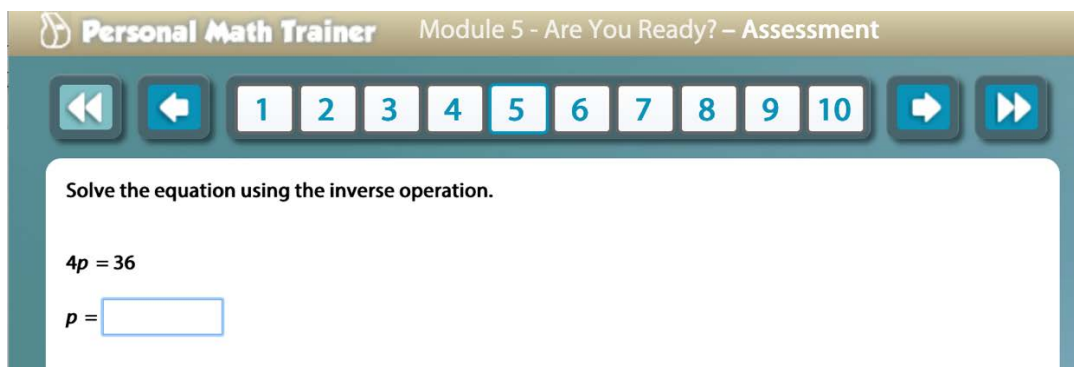 Personal Math Trainer Module 5 - Are You Ready? – Assessment
1 2 3 4 5 6 7 8 9 10
Solve the equation using the inverse operation.
4p = 36
p =